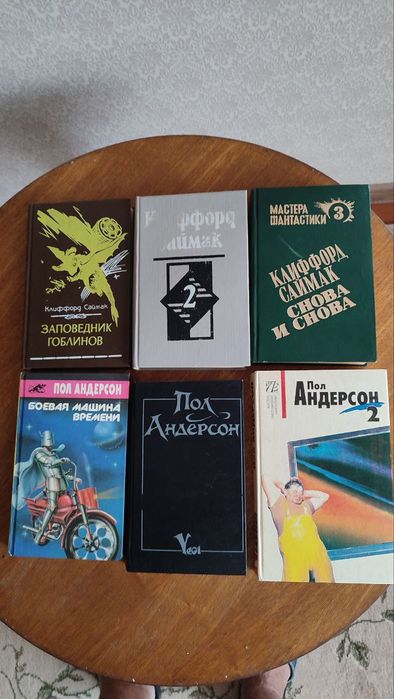 Клиффорд Саймак
ЗАПОВЕДНИК
ГОБЛИНОВ
Клиффорд
Саймак
2
МАСТЕРА
ФАНТАСТИКИ
3
КЛИФФОРД
САЙМАК
СНОВА
И СНОВА
ПОЛ АНДЕРСОН
БОЕВАЯ МАШИНА
ВРЕМЕНИ
Пол
Андерсон
Пол
АНДЕРСОН
2